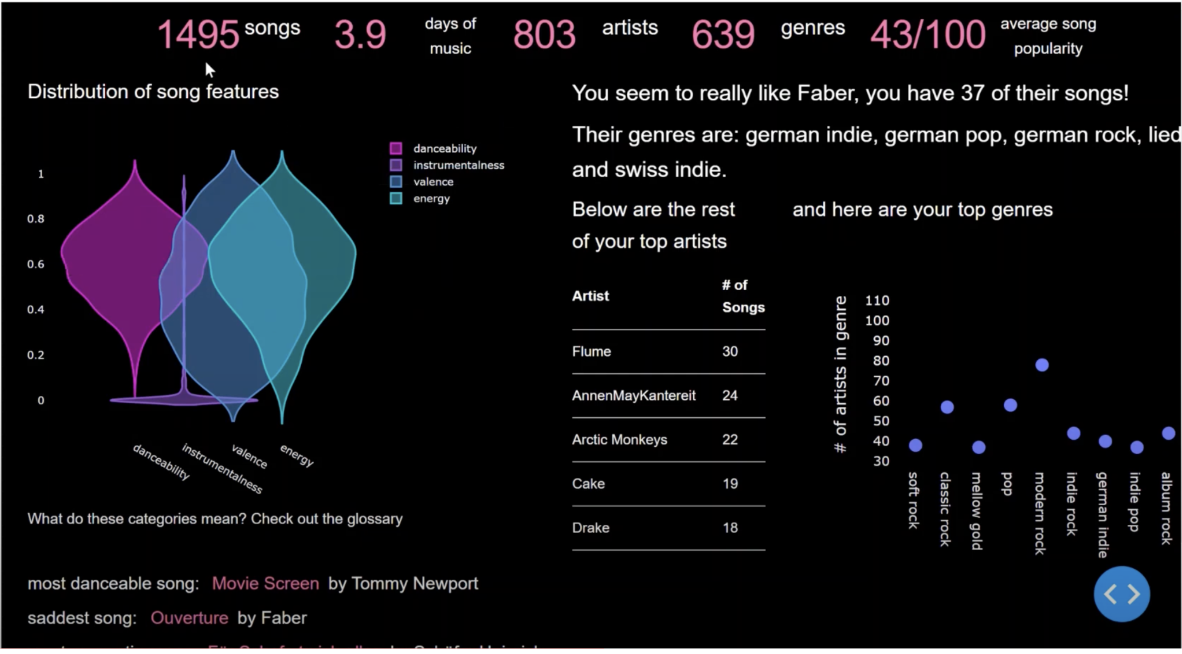 1495 songs 3.9 days of music 803 artists 639 genres 43/100 average song popularity
Distribution of song features
danceability
instrumentalness
valence
energy
1
0.8
0.6
0.4
0.2
0
danceability
instrumentalness
valence
energy
What do these categories mean? Check out the glossary
most danceable song: Movie Screen by Tommy Newport
saddest song: Ouverture by Faber
You seem to really like Faber, you have 37 of their songs!
Their genres are: german indie, german pop, german rock, lied
and swiss indie.
Below are the rest
of your top artists
Artist # of Songs
Flume 30
AnnenMayKantereit 24
Arctic Monkeys 22
Cake 19
Drake 18
and here are your top genres
# of artists in genre
110
100
90
80
70
60
50
40
30
soft rock
classic rock
mellow gold
pop
modern rock
indie rock
german indie
indie pop
album rock